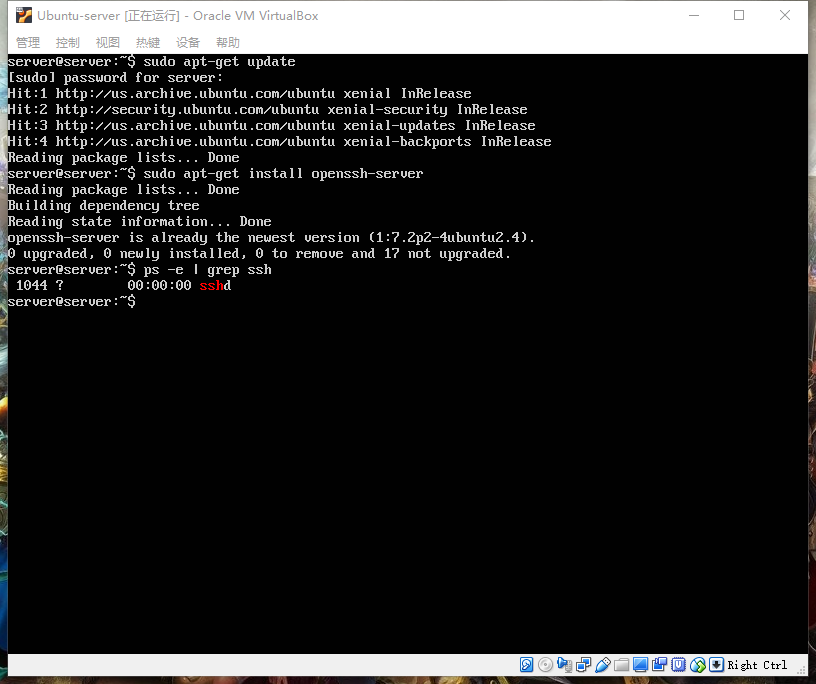 Ubuntu-server [正在运行] - Oracle VM VirtualBox
管理 控制 视图 热键 设备 帮助
server@server:~$ sudo apt-get update
[sudo] password for server:
Hit:1 http://us.archive.ubuntu.com/ubuntu xenial InRelease
Hit:2 http://security.ubuntu.com/ubuntu xenial-security InRelease
Hit:3 http://us.archive.ubuntu.com/ubuntu xenial-updates InRelease
Hit:4 http://us.archive.ubuntu.com/ubuntu xenial-backports InRelease
Reading package lists... Done
server@server:~$ sudo apt-get install openssh-server
Reading package lists... Done
Building dependency tree
Reading state information... Done
openssh-server is already the newest version (1:7.2p2-4ubuntu2.4).
0 upgraded, 0 newly installed, 0 to remove and 17 not upgraded.
server@server:~$ ps -e | grep ssh
 1044 ?        00:00:00 sshd
server@server:~$
Right Ctrl